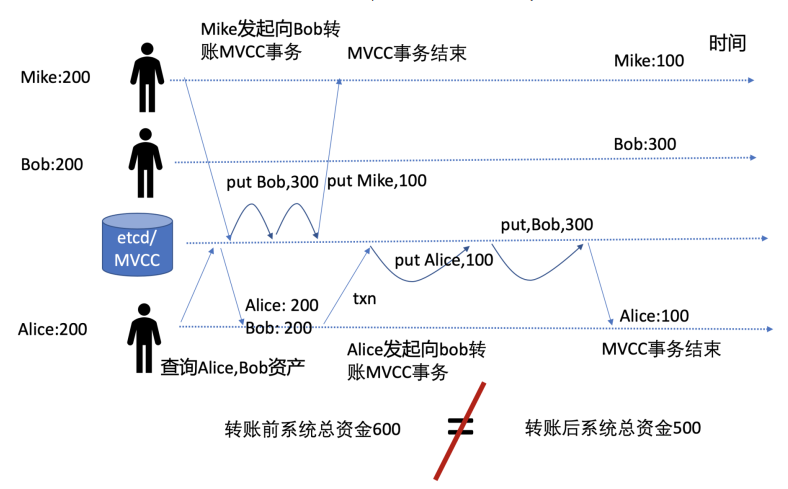 Mike发起向Bob转
账MVCC事务
MVCC事务结束
时间
Mike:200
Mike:100
Bob:200
Bob:300
put Bob,300
put Mike,100
etcd/
MVCC
put,Bob,300
put Alice,100
Alice: 200
Bob: 200
txn
Alice:200
Alice:100
查询Alice,Bob资产
Alice发起向bob转
账MVCC事务
MVCC事务结束
转账前系统总资金600
=
转账后系统总资金500